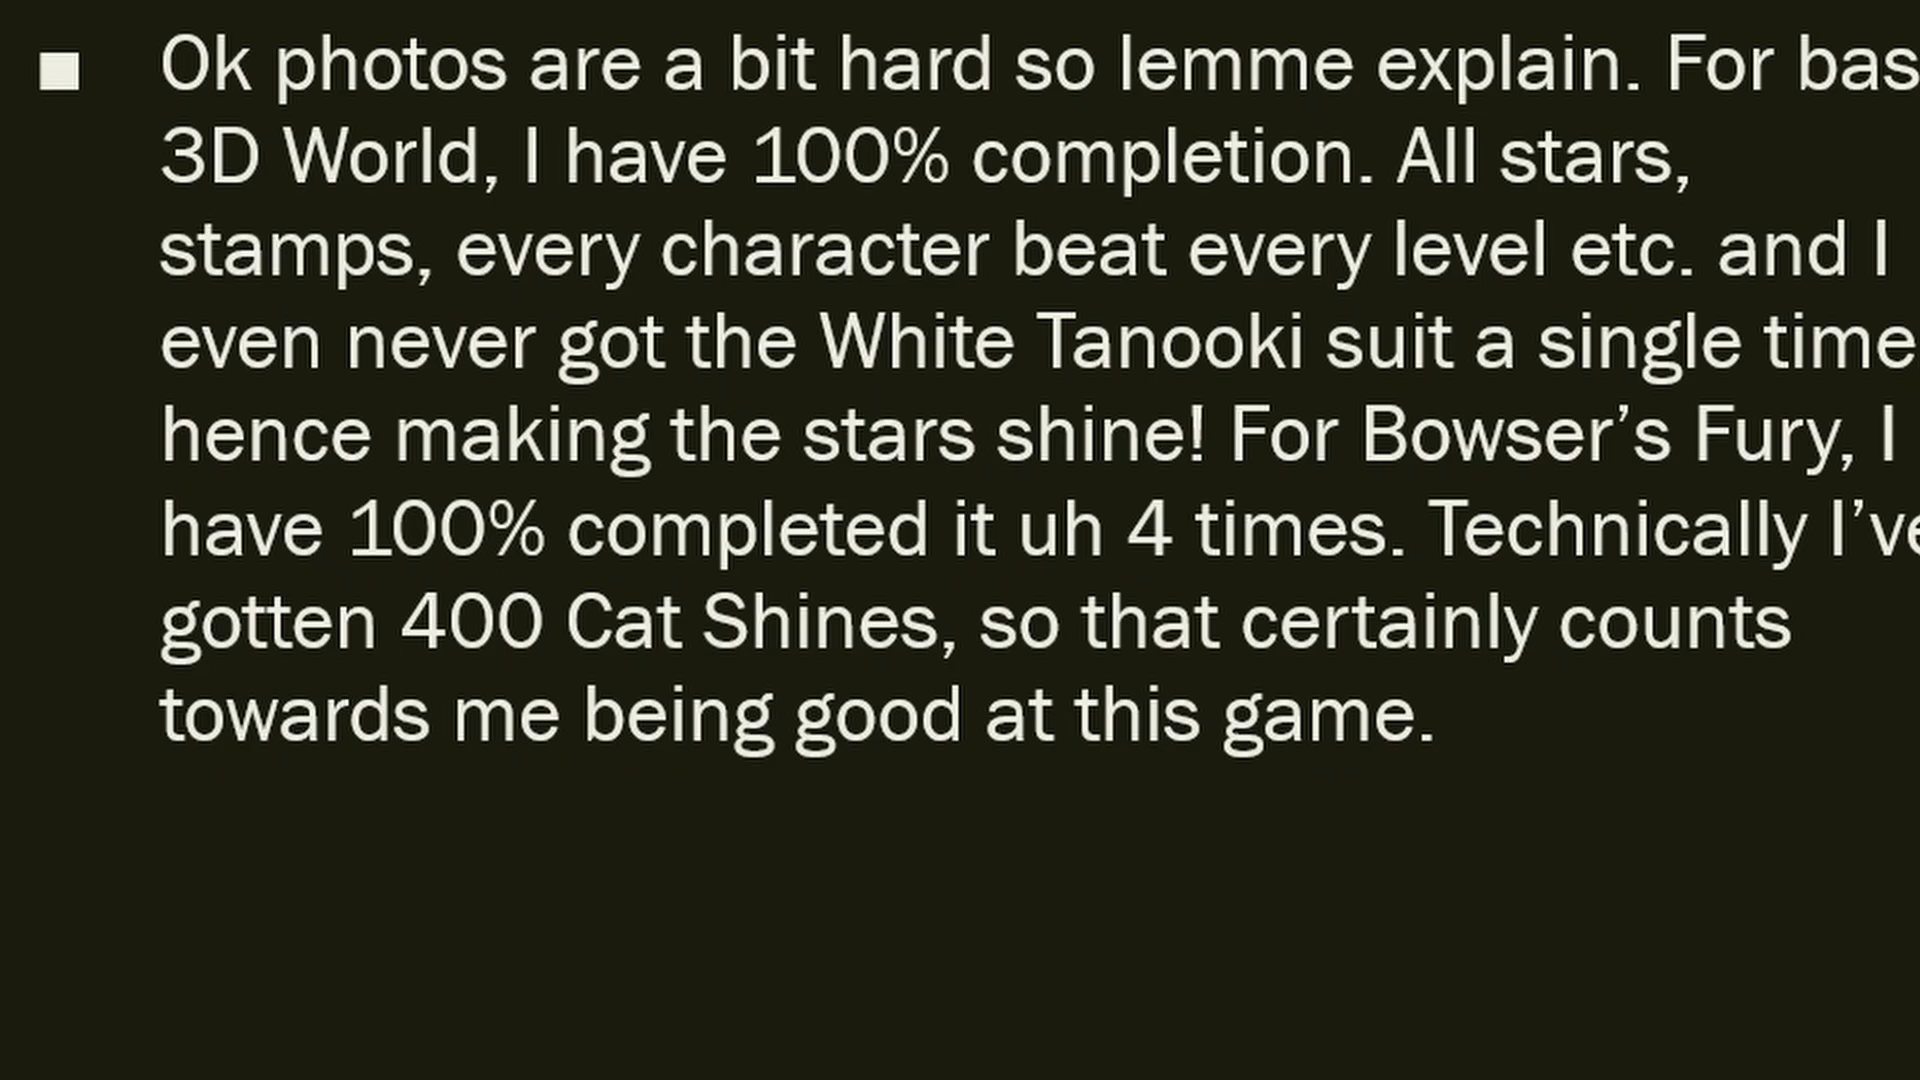 Ok photos are a bit hard so lemme explain. For bas
3D World, I have 100% completion. All stars,
stamps, every character beat every level etc. and I
even never got the White Tanooki suit a single time
hence making the stars shine! For Bowser’s Fury, I
have 100% completed it uh 4 times. Technically I’ve
gotten 400 Cat Shines, so that certainly counts
towards me being good at this game.